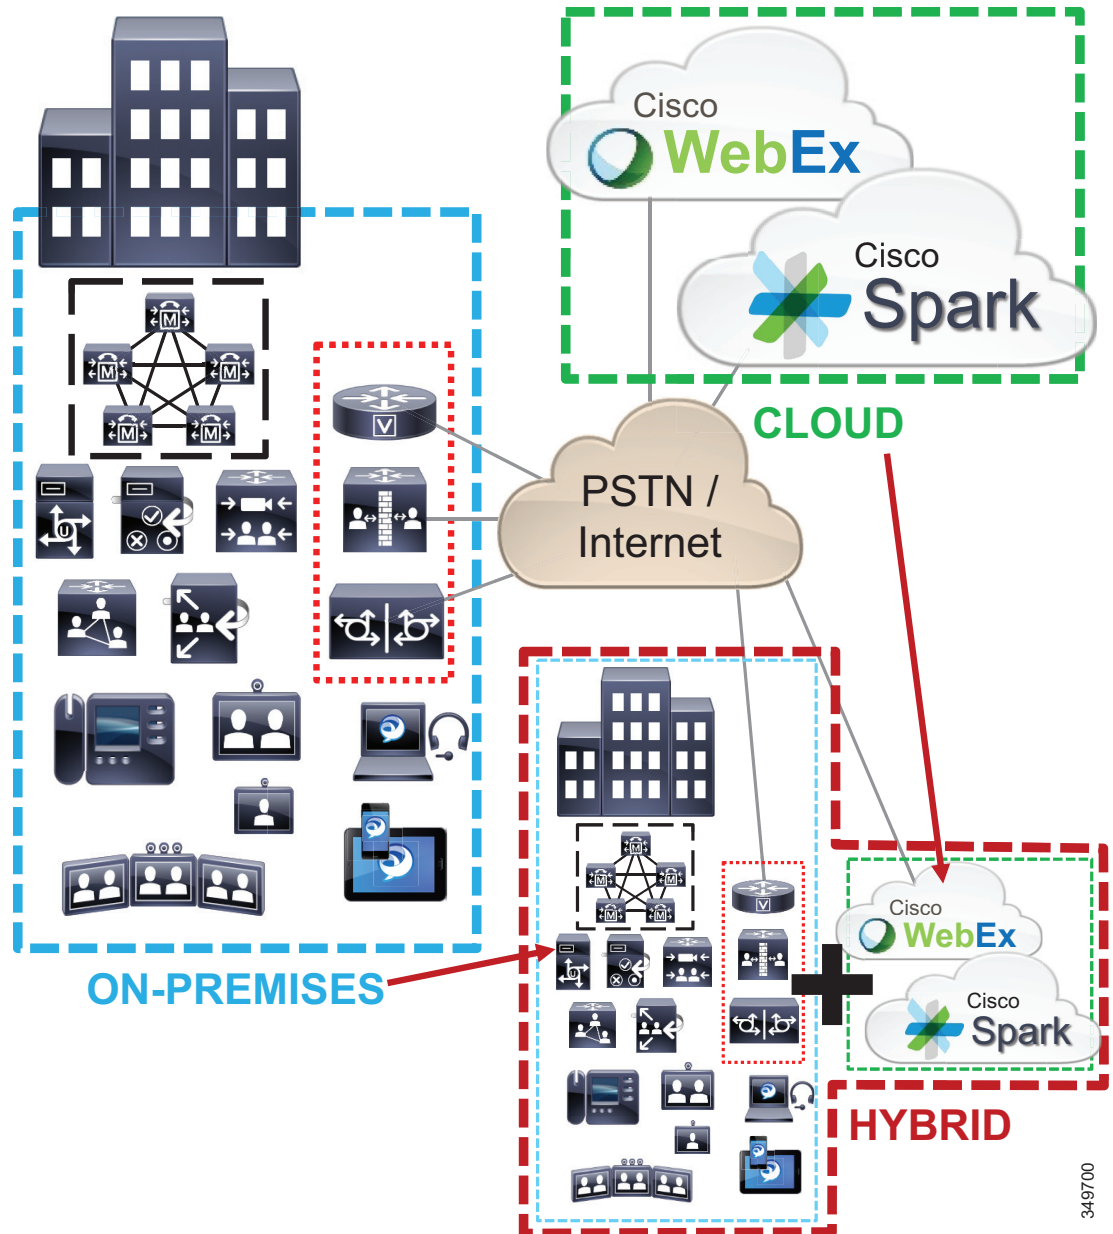 Cisco
WebEx
Cisco
Spark
CLOUD
M
M
M
M
M
V
U
PSTN /
Internet
ON-PREMISES
M
M
M
M
M
V
U
Cisco
WebEx
Cisco
Spark
HYBRID
349700